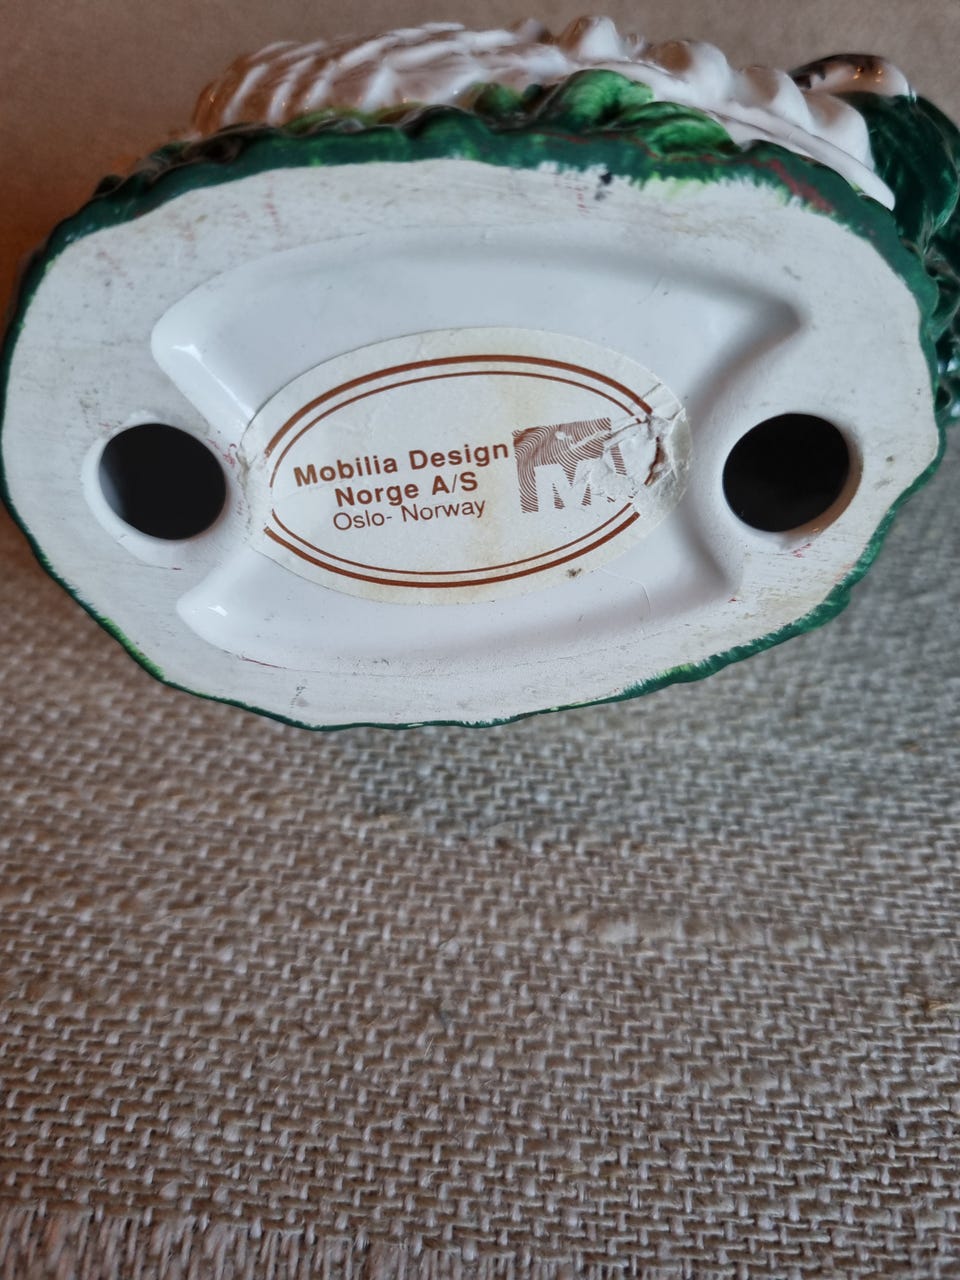 Mobilia Design
Norge A/S
Oslo- Norway
M